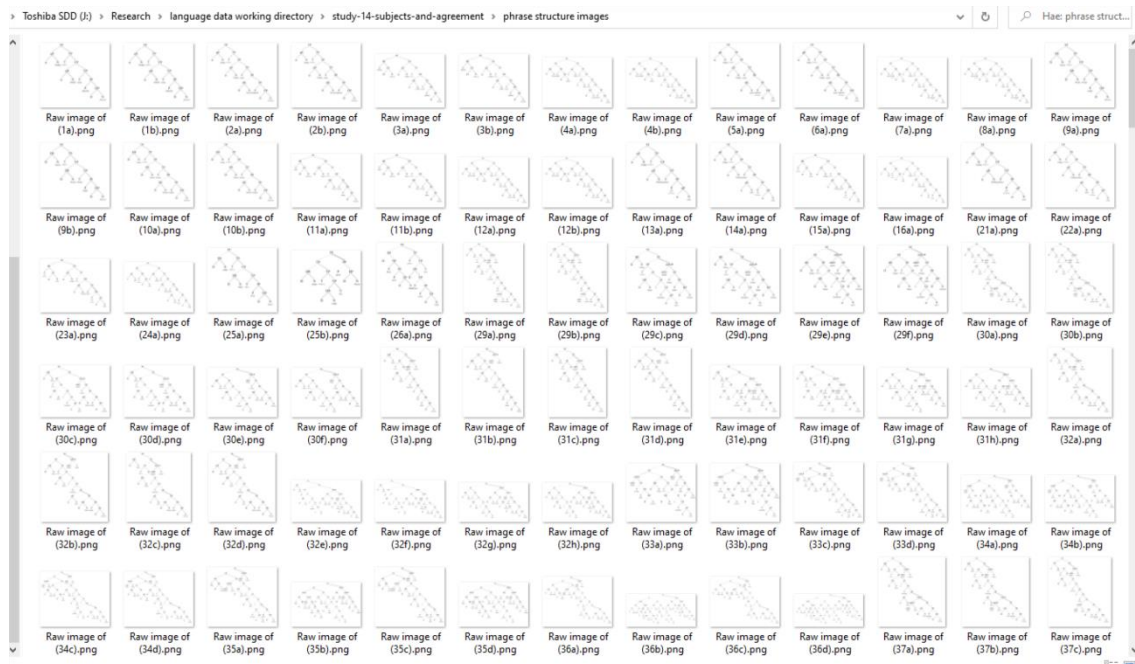 › Toshiba SDD (J:) › Research › language data working directory › study-14-subjects-and-agreement › phrase structure images
Hae: phrase struct...
Raw image of (1a).png
Raw image of (1b).png
Raw image of (2a).png
Raw image of (2b).png
Raw image of (3a).png
Raw image of (3b).png
Raw image of (4a).png
Raw image of (4b).png
Raw image of (5a).png
Raw image of (6a).png
Raw image of (7a).png
Raw image of (8a).png
Raw image of (9a).png
Raw image of (9b).png
Raw image of (10a).png
Raw image of (10b).png
Raw image of (11a).png
Raw image of (11b).png
Raw image of (12a).png
Raw image of (12b).png
Raw image of (13a).png
Raw image of (14a).png
Raw image of (15a).png
Raw image of (16a).png
Raw image of (21a).png
Raw image of (22a).png
Raw image of (23a).png
Raw image of (24a).png
Raw image of (25a).png
Raw image of (25b).png
Raw image of (26a).png
Raw image of (29a).png
Raw image of (29b).png
Raw image of (29c).png
Raw image of (29d).png
Raw image of (29e).png
Raw image of (29f).png
Raw image of (30a).png
Raw image of (30b).png
Raw image of (30c).png
Raw image of (30d).png
Raw image of (30e).png
Raw image of (30f).png
Raw image of (31a).png
Raw image of (31b).png
Raw image of (31c).png
Raw image of (31d).png
Raw image of (31e).png
Raw image of (31f).png
Raw image of (31g).png
Raw image of (31h).png
Raw image of (32a).png
Raw image of (32b).png
Raw image of (32c).png
Raw image of (32d).png
Raw image of (32e).png
Raw image of (32f).png
Raw image of (32g).png
Raw image of (32h).png
Raw image of (33a).png
Raw image of (33b).png
Raw image of (33c).png
Raw image of (33d).png
Raw image of (34a).png
Raw image of (34b).png
Raw image of (34c).png
Raw image of (34d).png
Raw image of (35a).png
Raw image of (35b).png
Raw image of (35c).png
Raw image of (35d).png
Raw image of (36a).png
Raw image of (36b).png
Raw image of (36c).png
Raw image of (36d).png
Raw image of (37a).png
Raw image of (37b).png
Raw image of (37c).png